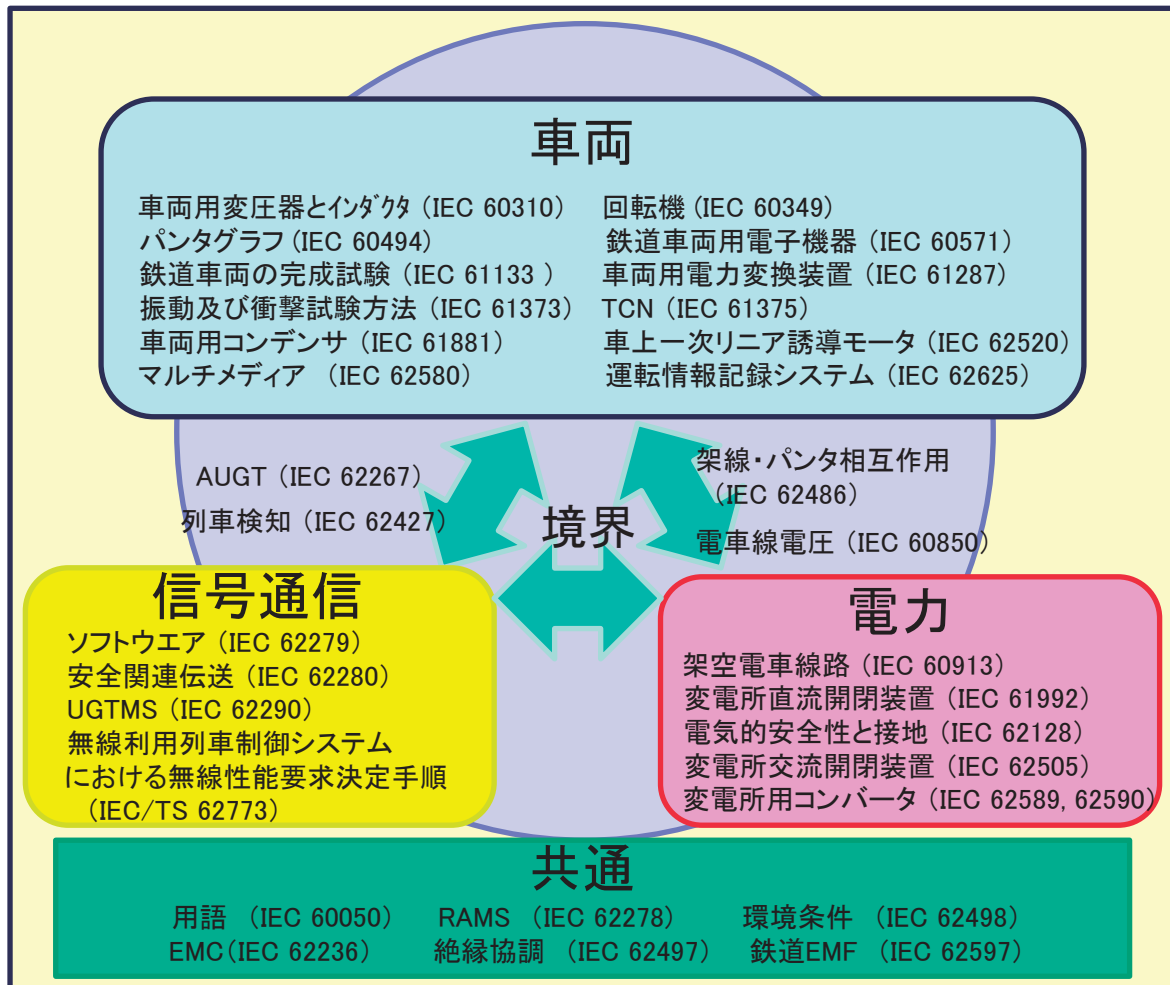 車両
車両用変圧器とインダクタ (IEC 60310)
パンタグラフ(IEC 60494)
鉄道車両の完成試験 (IEC 61133 )
振動及び衝撃試験方法 (IEC 61373)
車両用コンデンサ (IEC 61881)
マルチメディア (IEC 62580)
回転機 (IEC 60349)
鉄道車両用電子機器 (IEC 60571)
車両用電力変換装置 (IEC 61287)
TCN (IEC 61375)
車上一次リニア誘導モータ (IEC 62520)
運転情報記録システム (IEC 62625)
AUGT (IEC 62267)
列車検知 (IEC 62427)
境界
架線・パンタ相互作用
(IEC 62486)
電車線電圧 (IEC 60850)
信号通信
ソフトウエア (IEC 62279)
安全関連伝送 (IEC 62280)
UGTMS (IEC 62290)
無線利用列車制御システム
における無線性能要求決定手順
(IEC/TS 62773)
電力
架空電車線路 (IEC 60913)
変電所直流開閉装置 (IEC 61992)
電気的安全性と接地 (IEC 62128)
変電所交流開閉装置 (IEC 62505)
変電所用コンバータ (IEC 62589, 62590)
共通
用語 (IEC 60050) RAMS (IEC 62278) 環境条件 (IEC 62498)
EMC(IEC 62236) 絶縁協調 (IEC 62497) 鉄道EMF (IEC 62597)